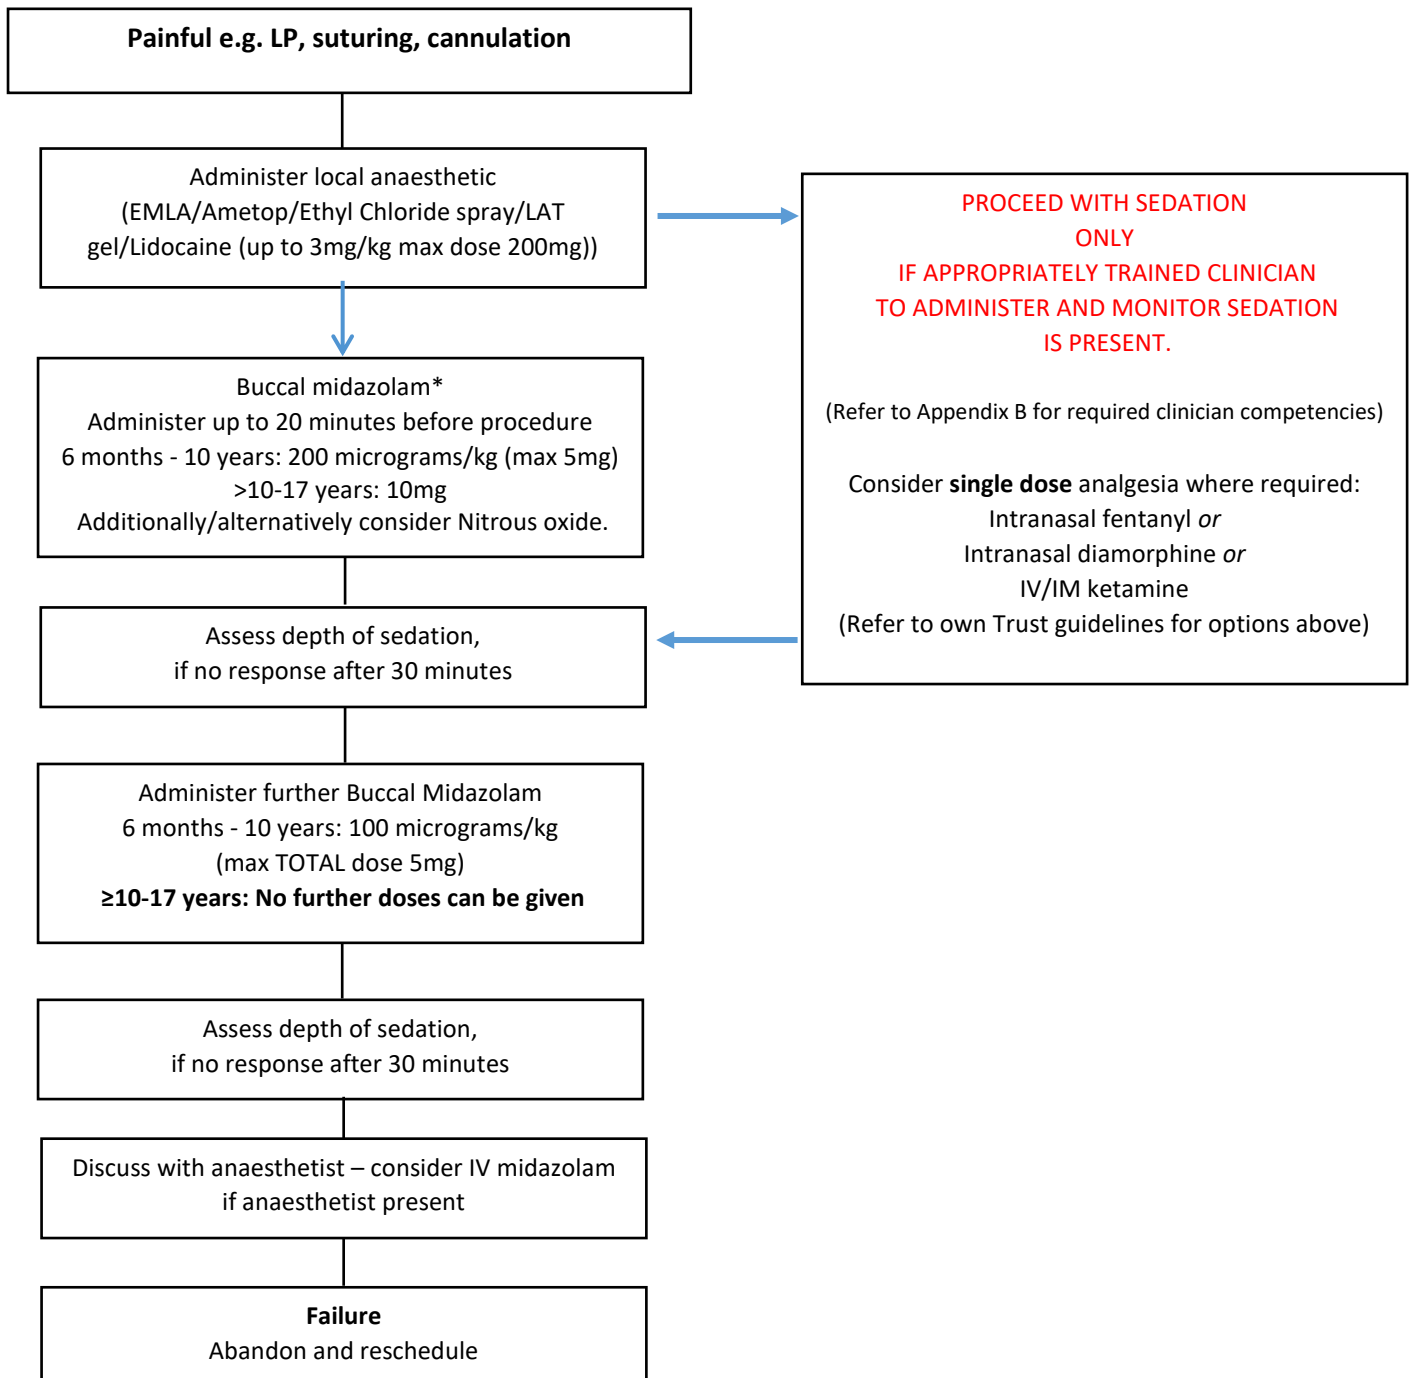 Painful e.g. LP, suturing, cannulation
Administer local anaesthetic
(EMLA/Ametop/Ethyl Chloride spray/LAT
gel/Lidocaine (up to 3mg/kg max dose 200mg))
PROCEED WITH SEDATION
ONLY
IF APPROPRIATELY TRAINED CLINICIAN
TO ADMINISTER AND MONITOR SEDATION
IS PRESENT.
(Refer to Appendix B for required clinician competencies)
Consider single dose analgesia where required:
Intranasal fentanyl or
Intranasal diamorphine or
IV/IM ketamine
(Refer to own Trust guidelines for options above)
Buccal midazolam*
Administer up to 20 minutes before procedure
6 months - 10 years: 200 micrograms/kg (max 5mg)
>10-17 years: 10mg
Additionally/alternatively consider Nitrous oxide.
Assess depth of sedation,
if no response after 30 minutes
Administer further Buccal Midazolam
6 months - 10 years: 100 micrograms/kg
(max TOTAL dose 5mg)
≥10-17 years: No further doses can be given
Assess depth of sedation,
if no response after 30 minutes
Discuss with anaesthetist – consider IV midazolam
if anaesthetist present
Failure
Abandon and reschedule